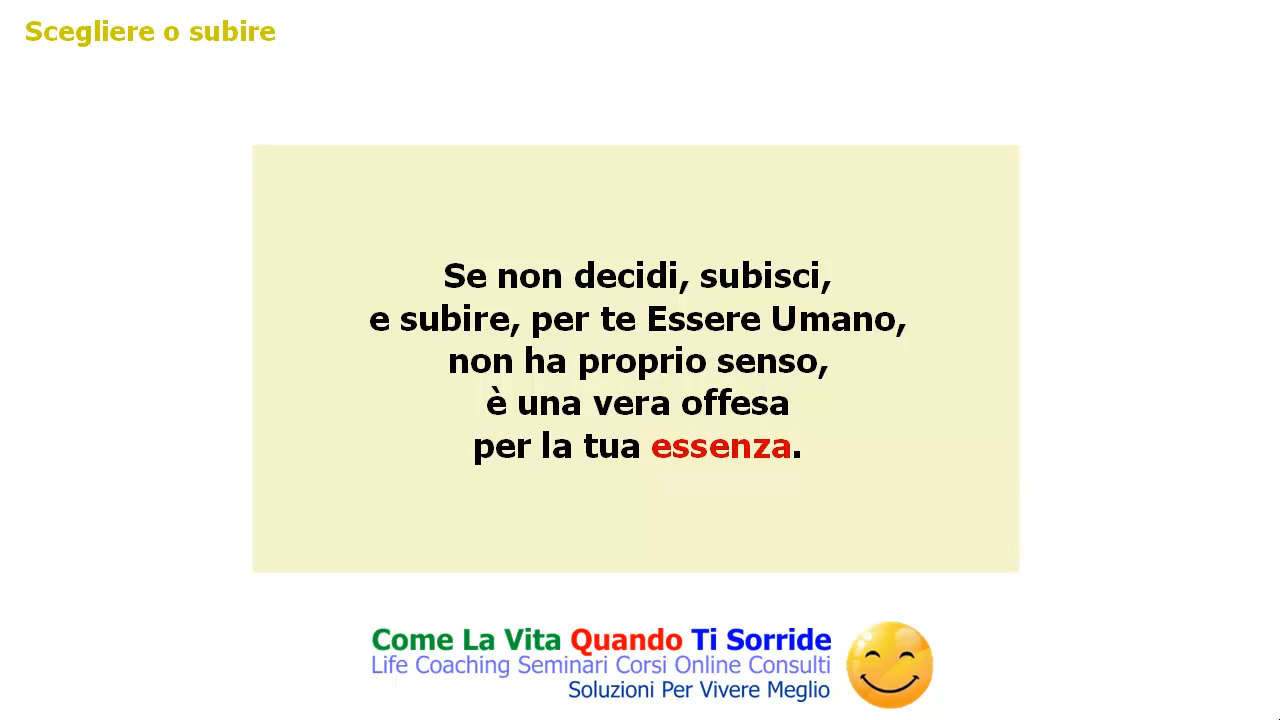 Scegliere o subire
Se non decidi, subisci,
e subire, per te Essere Umano,
non ha proprio senso,
è una vera offesa
per la tua essenza.
Come La Vita Quando Ti Sorride
Life Coaching Seminari Corsi Online Consulti
Soluzioni Per Vivere Meglio